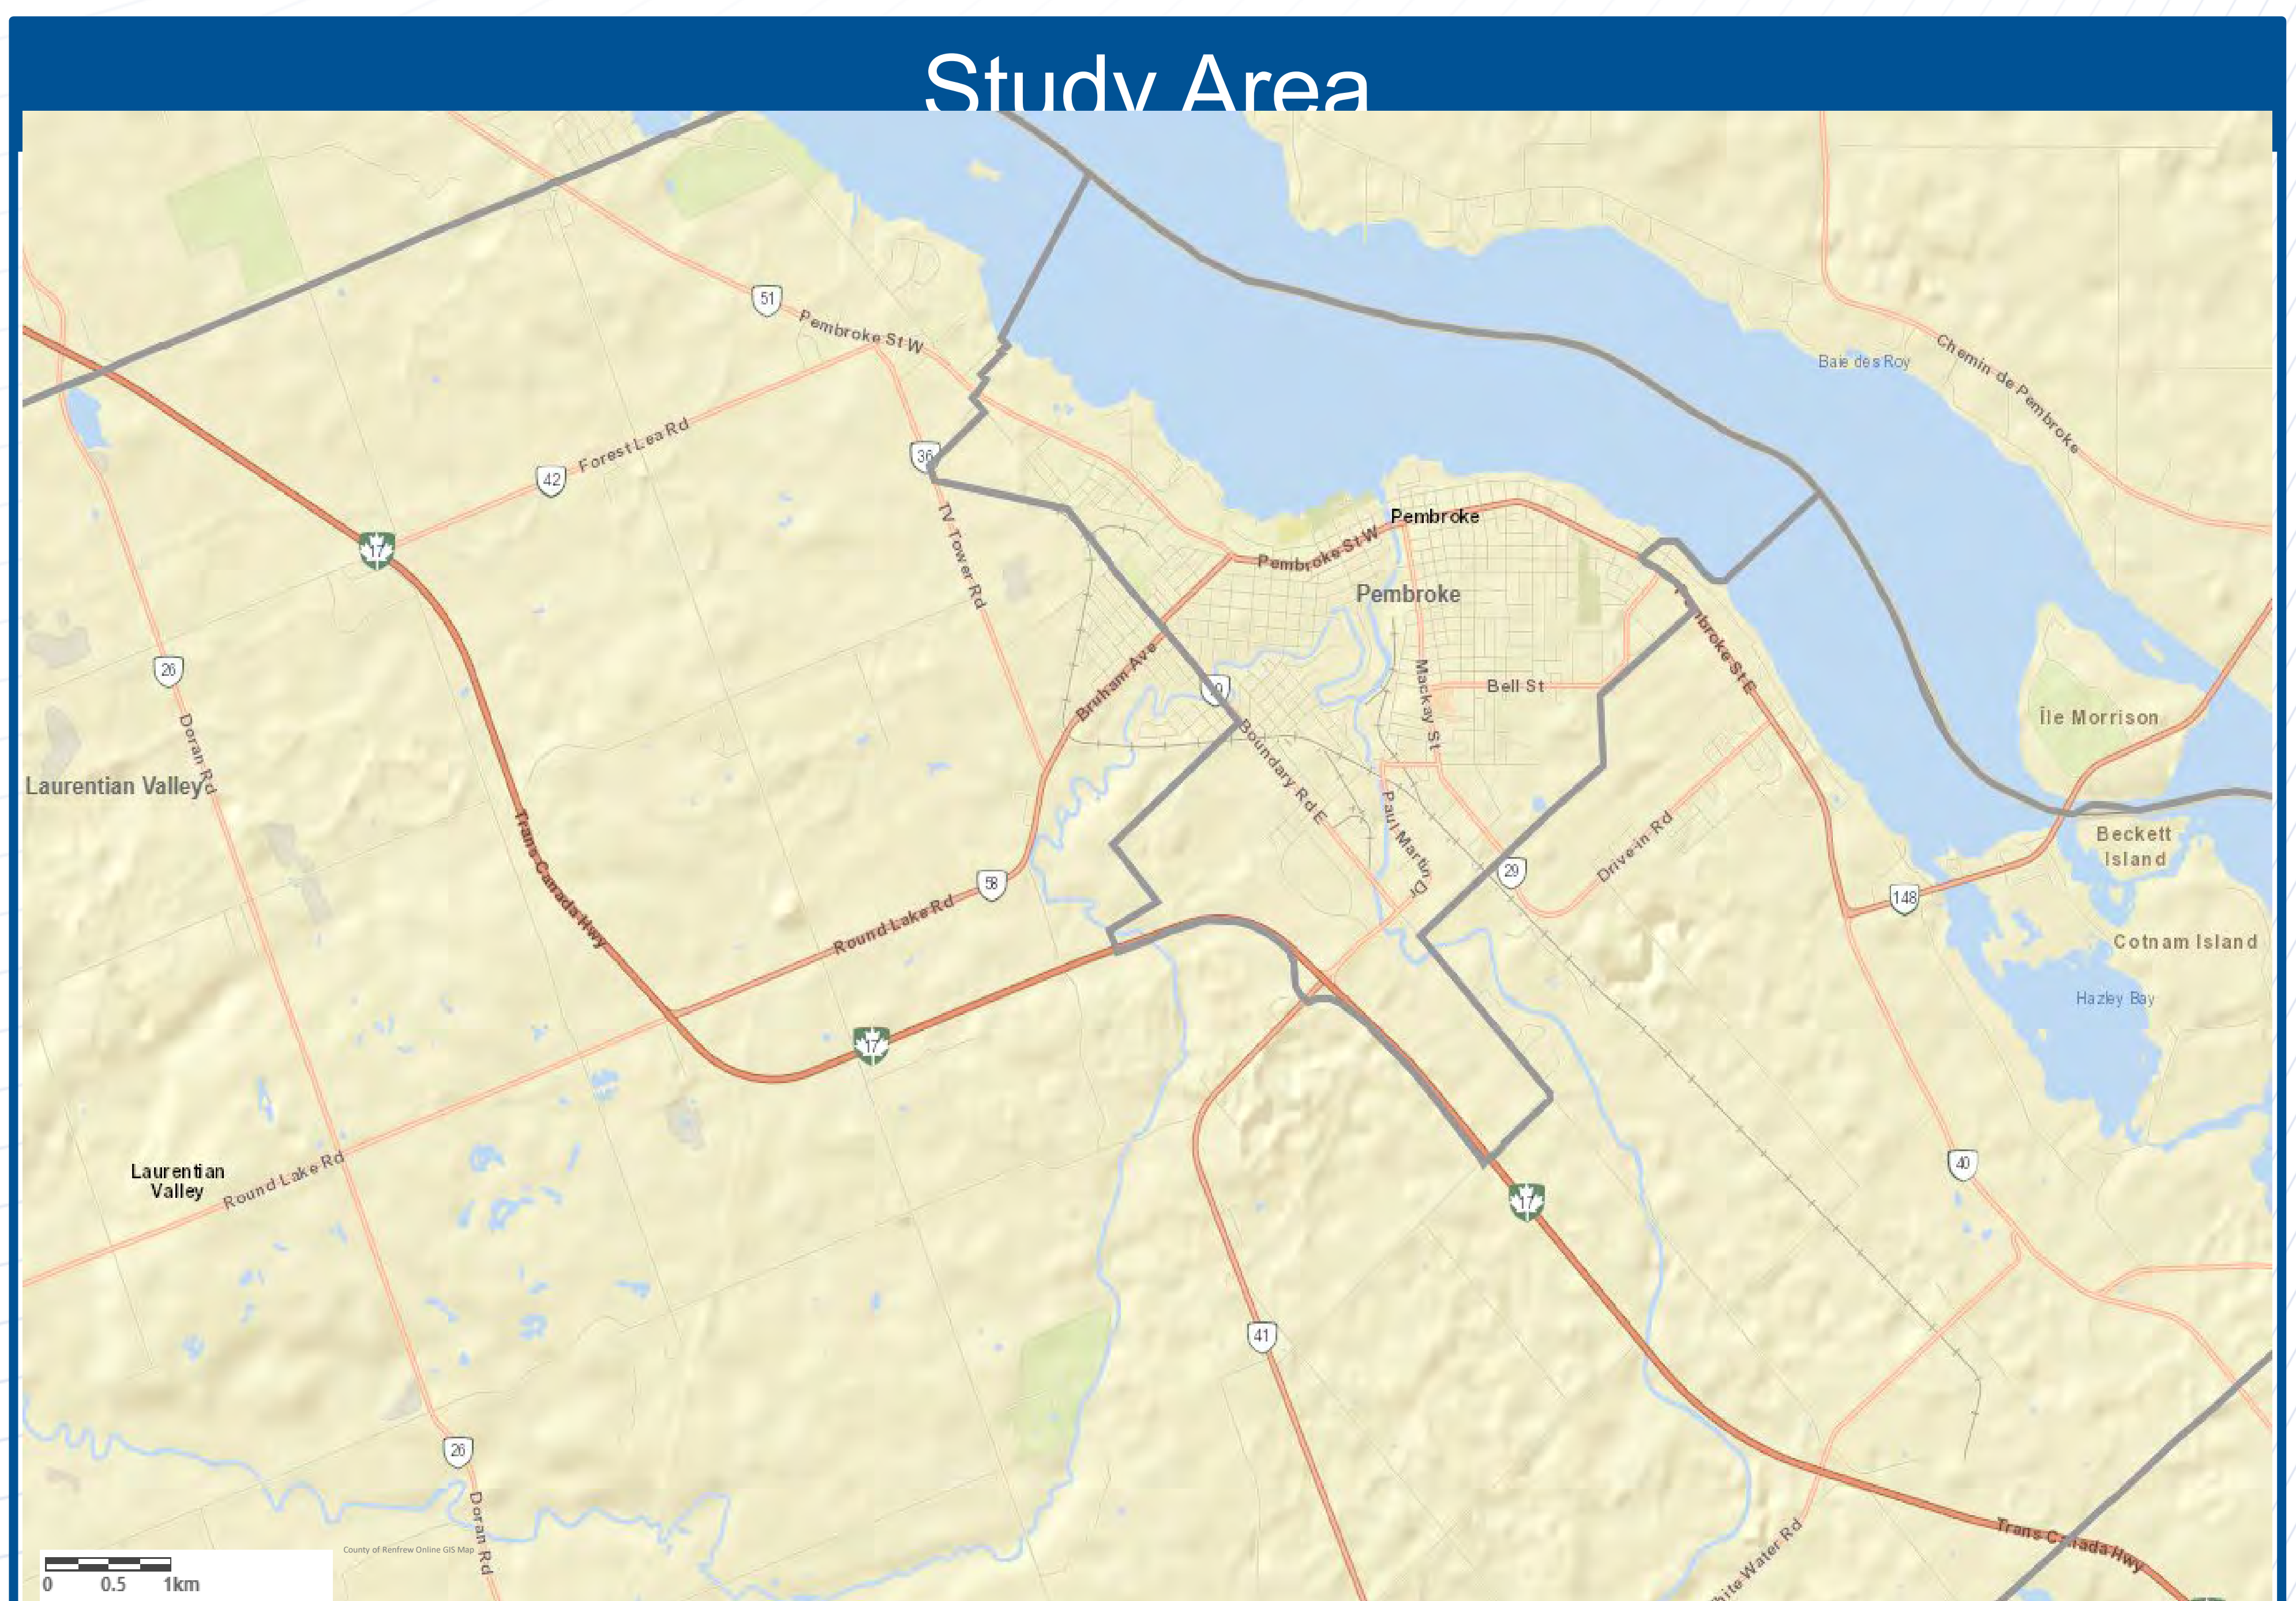 Study Area
51
Pembroke St W
Baie des Roy
Chemin de Pembroke
Forest Lea Rd
36
42
TV Tower Rd
17
Pembroke
Pembroke St W
Pembroke
26
Doran Rd
Bruham Ave
Mackay St
Bell St
Île Morrison
Boundary Rd E
Laurentian Valley
Trans Canada Hwy
Paul Martin Dr
Drive-in Rd
Beckett
Island
29
58
148
Round Lake Rd
Cotnam Island
Hazley Bay
17
Laurentian
Valley
Round Lake Rd
40
17
41
26
Doran Rd
Trans Canada Hwy
County of Renfrew Online GIS Map
0 0.5 1km
Water Rd